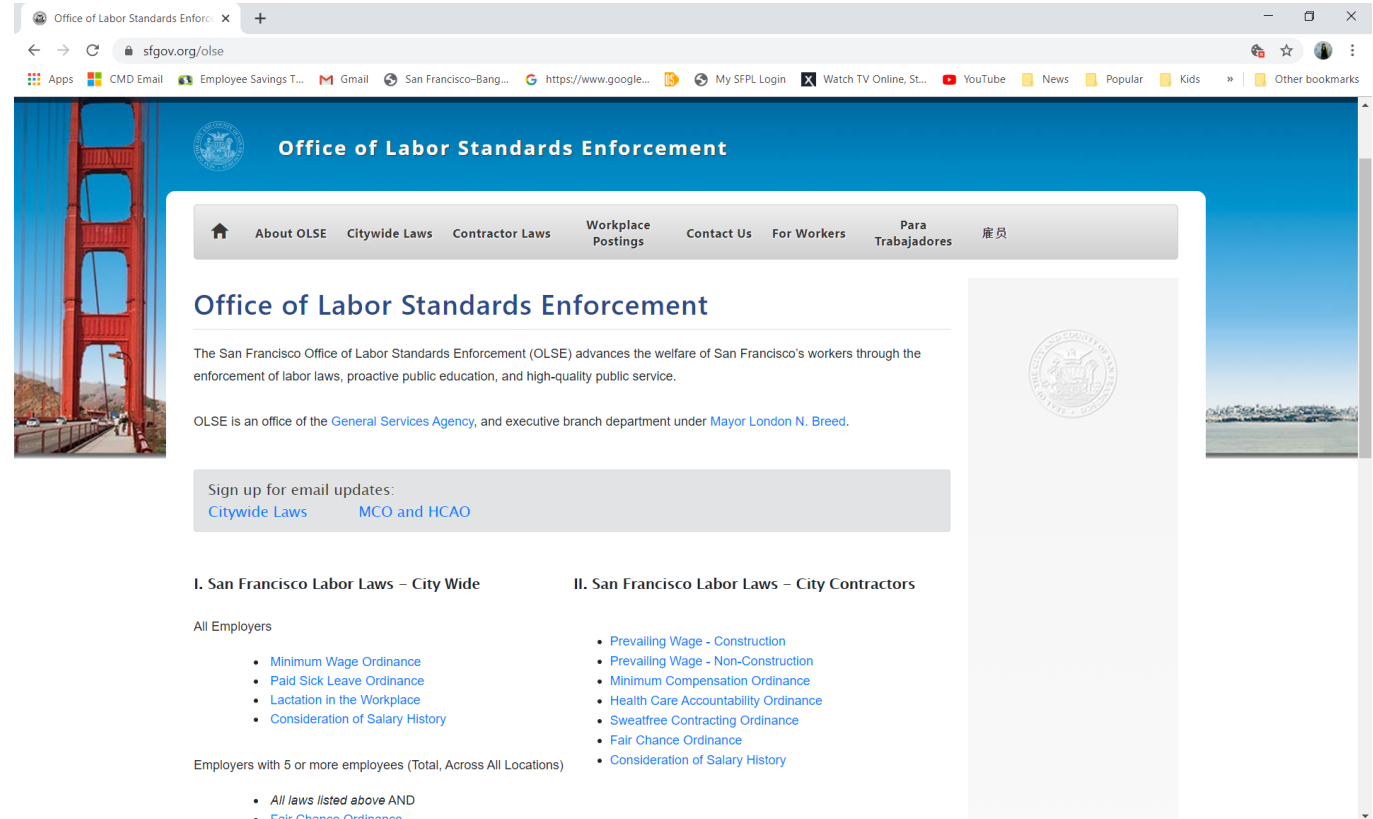 Office of Labor Standards Enforc
sfgov.org/olse
Apps CMD Email Employee Savings T... Gmail San Francisco–Bang... https://www.google... My SFPL Login Watch TV Online, St... YouTube News Popular Kids » Other bookmarks
Office of Labor Standards Enforcement
About OLSE Citywide Laws Contractor Laws Workplace Postings Contact Us For Workers Para Trabajadores 雇员
Office of Labor Standards Enforcement
The San Francisco Office of Labor Standards Enforcement (OLSE) advances the welfare of San Francisco's workers through the
enforcement of labor laws, proactive public education, and high-quality public service.
OLSE is an office of the General Services Agency, and executive branch department under Mayor London N. Breed.
Sign up for email updates:
Citywide Laws MCO and HCAO
I. San Francisco Labor Laws – City Wide
All Employers
• Minimum Wage Ordinance
• Paid Sick Leave Ordinance
• Lactation in the Workplace
• Consideration of Salary History
Employers with 5 or more employees (Total, Across All Locations)
• All laws listed above AND
• Fair Chance Ordinance
II. San Francisco Labor Laws – City Contractors
• Prevailing Wage - Construction
• Prevailing Wage - Non-Construction
• Minimum Compensation Ordinance
• Health Care Accountability Ordinance
• Sweatfree Contracting Ordinance
• Fair Chance Ordinance
• Consideration of Salary History